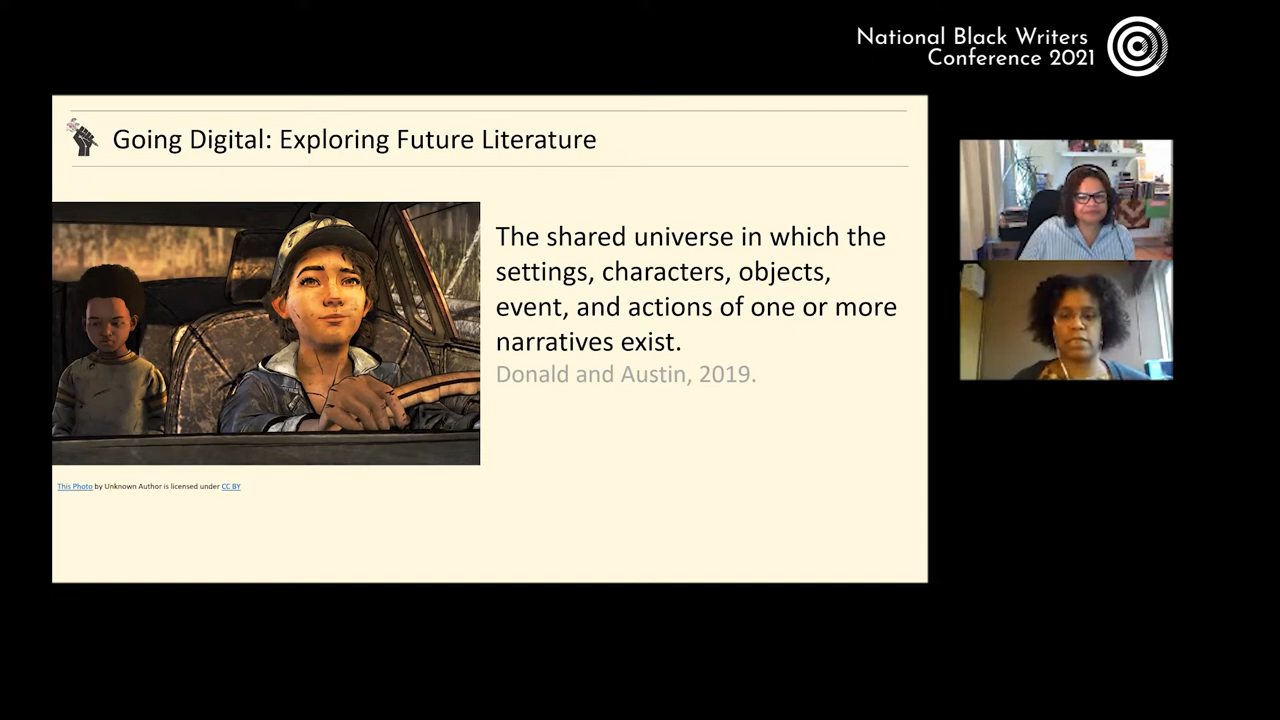 National Black Writers
Conference 2021
Going Digital: Exploring Future Literature
The shared universe in which the
settings, characters, objects,
event, and actions of one or more
narratives exist.
Donald and Austin, 2019.
This Photo by Unknown Author is licensed under CC BY